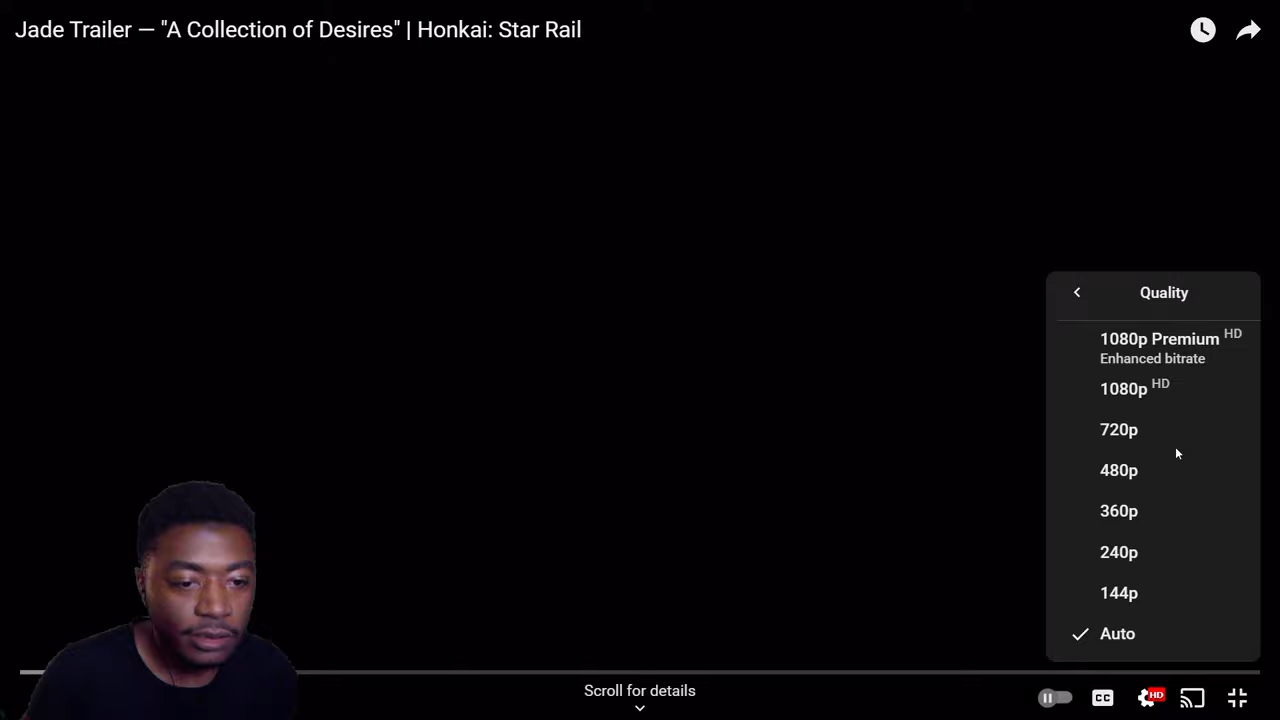 Jade Trailer — "A Collection of Desires" | Honkai: Star Rail
Quality
1080p Premium HD
Enhanced bitrate
1080p HD
720p
480p
360p
240p
144p
Auto
Scroll for details
CC
HD